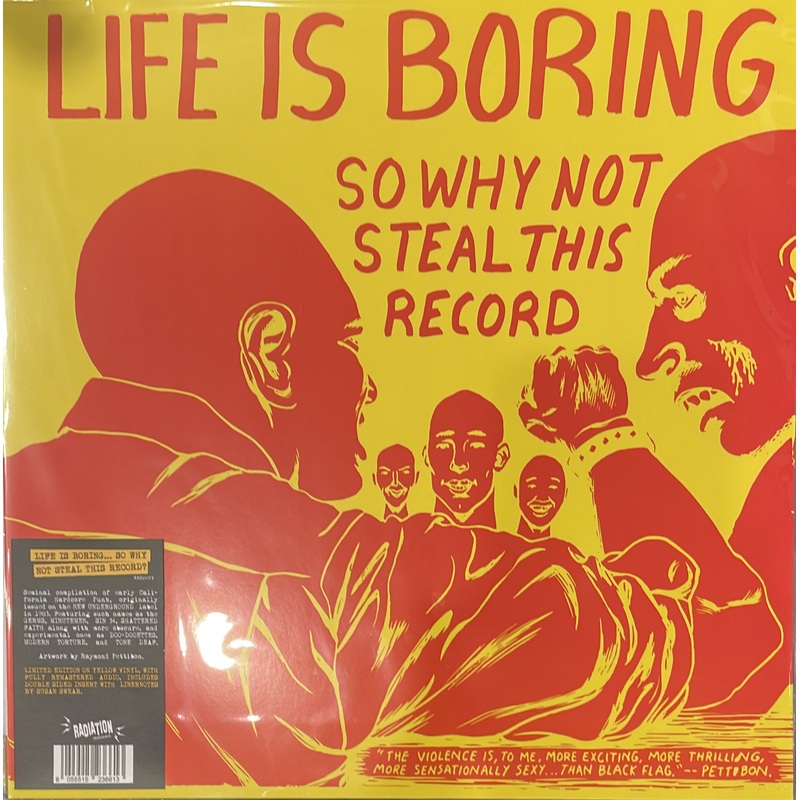 LIFE IS BORING
SO WHY NOT
STEAL THIS
RECORD
LIFE IS BORING... SO WHY
NOT STEAL THIS RECORD?
Seminal compilation of early Cali-
fornia Hardcore Punk, originally
issued on the NEW UNDERGROUND label
in 1983. Featuring such names as the
GERMS, MINUTEMEN, SIN 34, SHATTERED
FAITH along with more obscure, and
experimental ones as DOO-DOOETTES,
MODERN TORTURE, and TONE DEAF.
Artwork by Raymond Pettibon.
LIMITED EDITION ON YELLOW VINYL, WITH
FULLY REMASTERED AUDIO, INCLUDES
DOUBLE SIDED INSERT WITH LINERNOTES
BY SUSAN SWEAR.
RADIATION
8 055515 236613
"THE VIOLENCE IS, TO ME, MORE EXCITING, MORE THRILLING,
MORE SENSATIONALLY SEXY...THAN BLACK FLAG."-- PETTIBON.